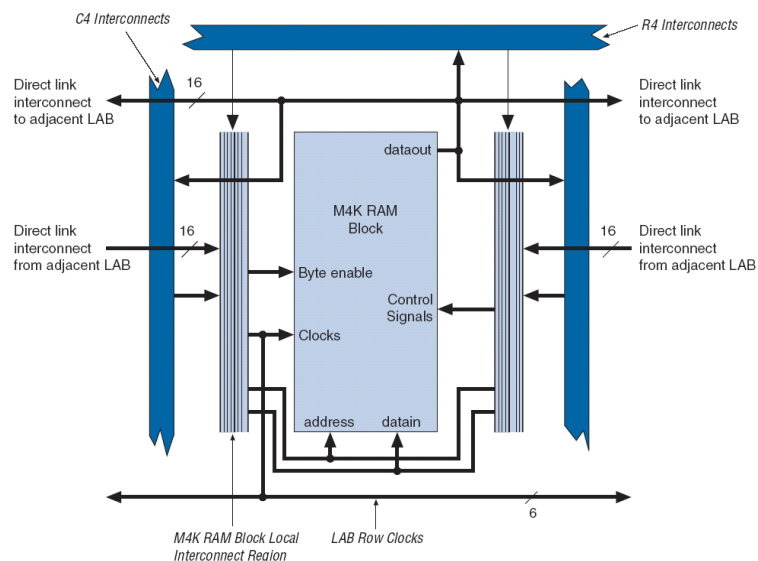 C4 Interconnects
R4 Interconnects
16
Direct link
interconnect
to adjacent LAB
Direct link
interconnect
to adjacent LAB
dataout
M4K RAM
Block
Direct link
interconnect
from adjacent LAB
16
16
Direct link
interconnect
from adjacent LAB
Byte enable
Control
Signals
Clocks
address
datain
6
M4K RAM Block Local
Interconnect Region
LAB Row Clocks